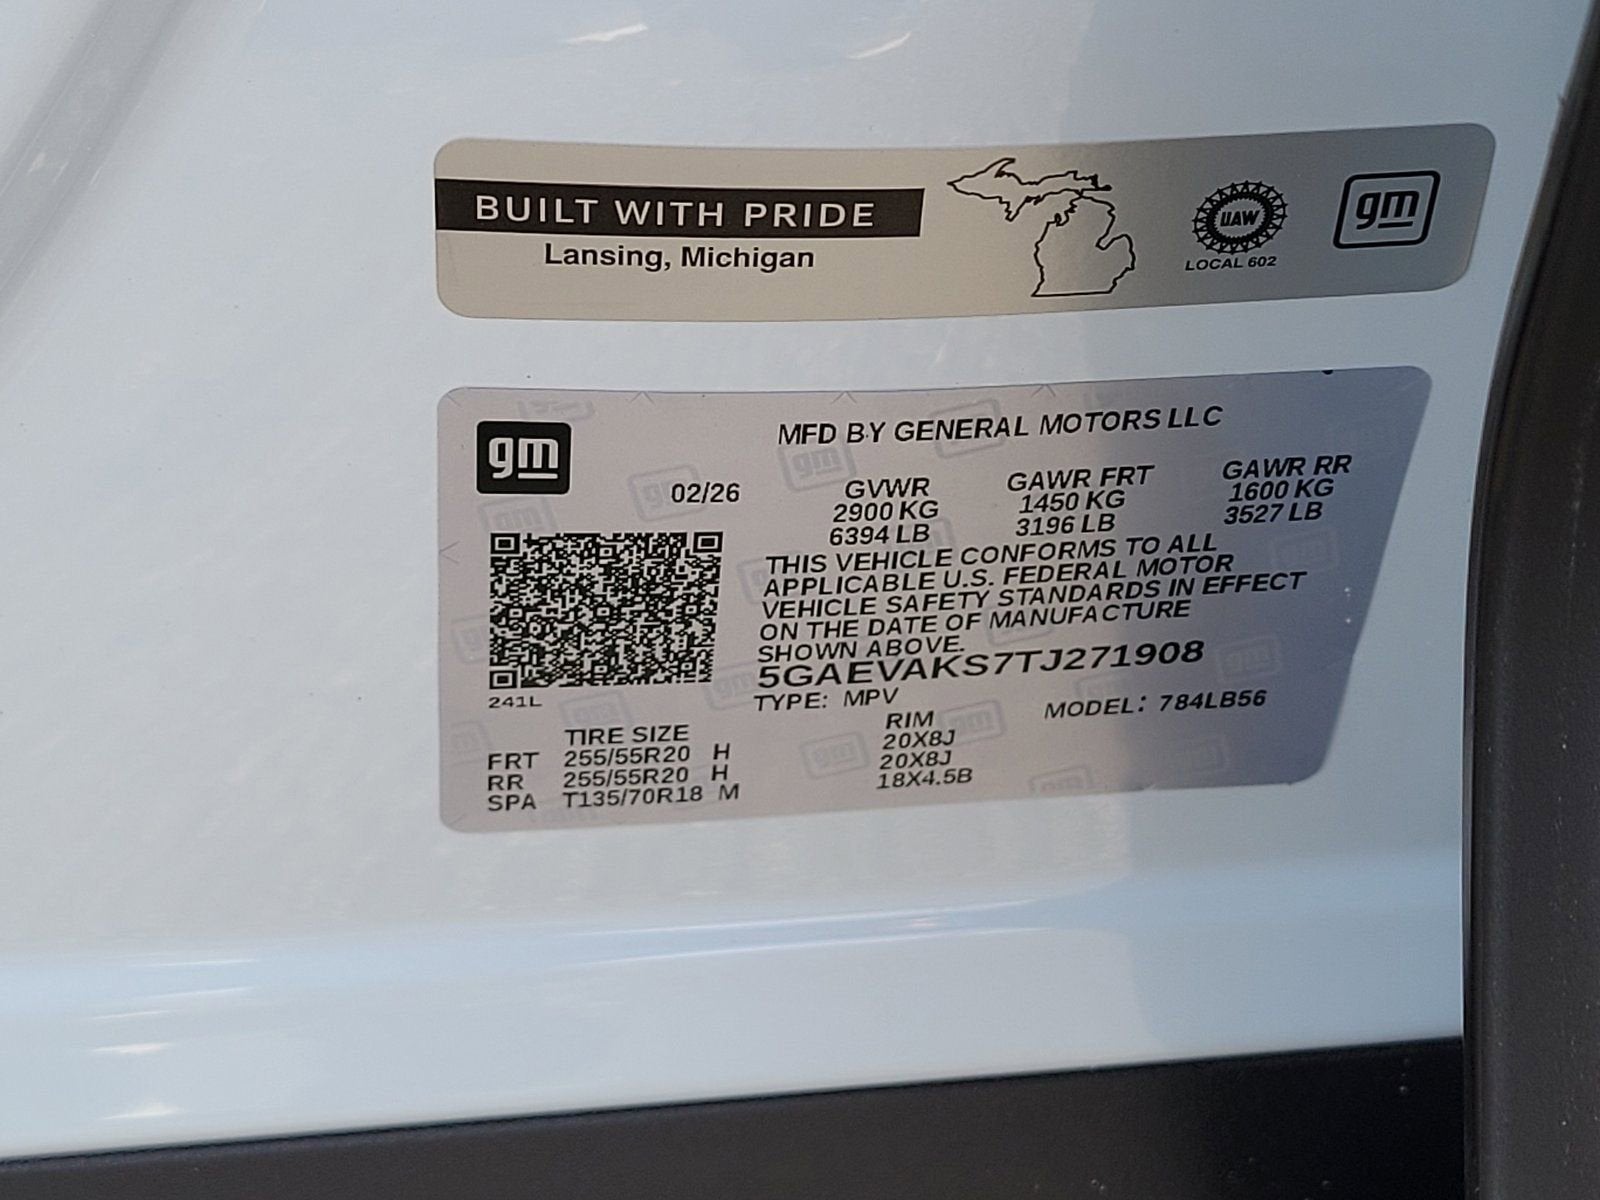 BUILT WITH PRIDE
Lansing, Michigan
UAW
LOCAL 602
gm
gm
MFD BY GENERAL MOTORS LLC
02/26
GVWR GAWR FRT GAWR RR
2900 KG 1450 KG 1600 KG
6394 LB 3196 LB 3527 LB
THIS VEHICLE CONFORMS TO ALL
APPLICABLE U.S. FEDERAL MOTOR
VEHICLE SAFETY STANDARDS IN EFFECT
ON THE DATE OF MANUFACTURE
SHOWN ABOVE.
5GAEVAKS7TJ271908
TYPE: MPV MODEL: 784LB56
241L
TIRE SIZE RIM
FRT 255/55R20 H 20X8J
RR 255/55R20 H 20X8J
SPA T135/70R18 M 18X4.5B